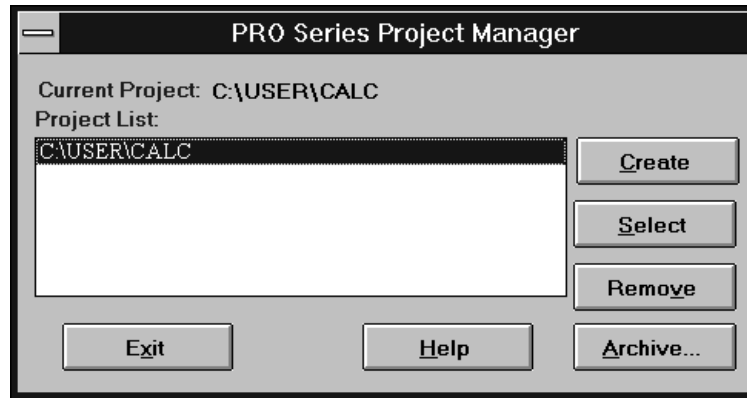 PRO Series Project Manager
Current Project: C:\USER\CALC
Project List:
C:\USER\CALC
Create
Select
Remove
Exit
Help
Archive...